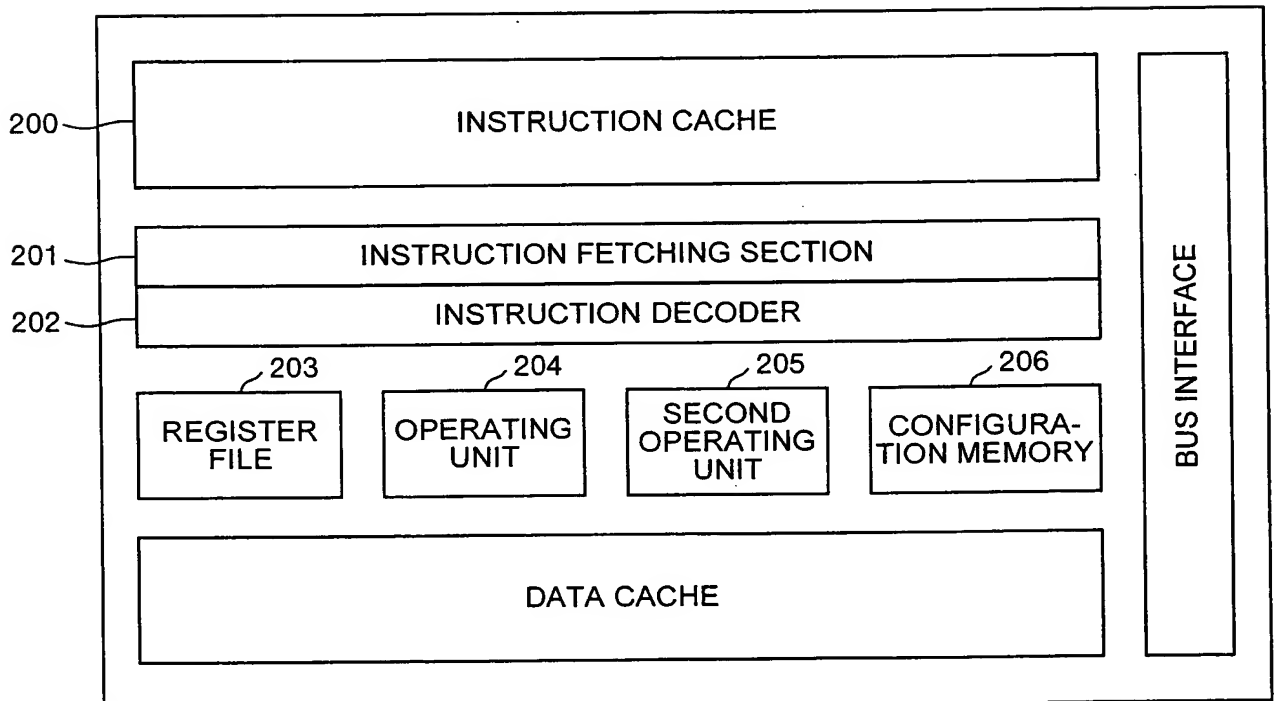 200
INSTRUCTION CACHE
201
INSTRUCTION FETCHING SECTION
202
INSTRUCTION DECODER
203
204
205
206
REGISTER
FILE
OPERATING
UNIT
SECOND
OPERATING
UNIT
CONFIGURA-
TION MEMORY
DATA CACHE
BUS INTERFACE